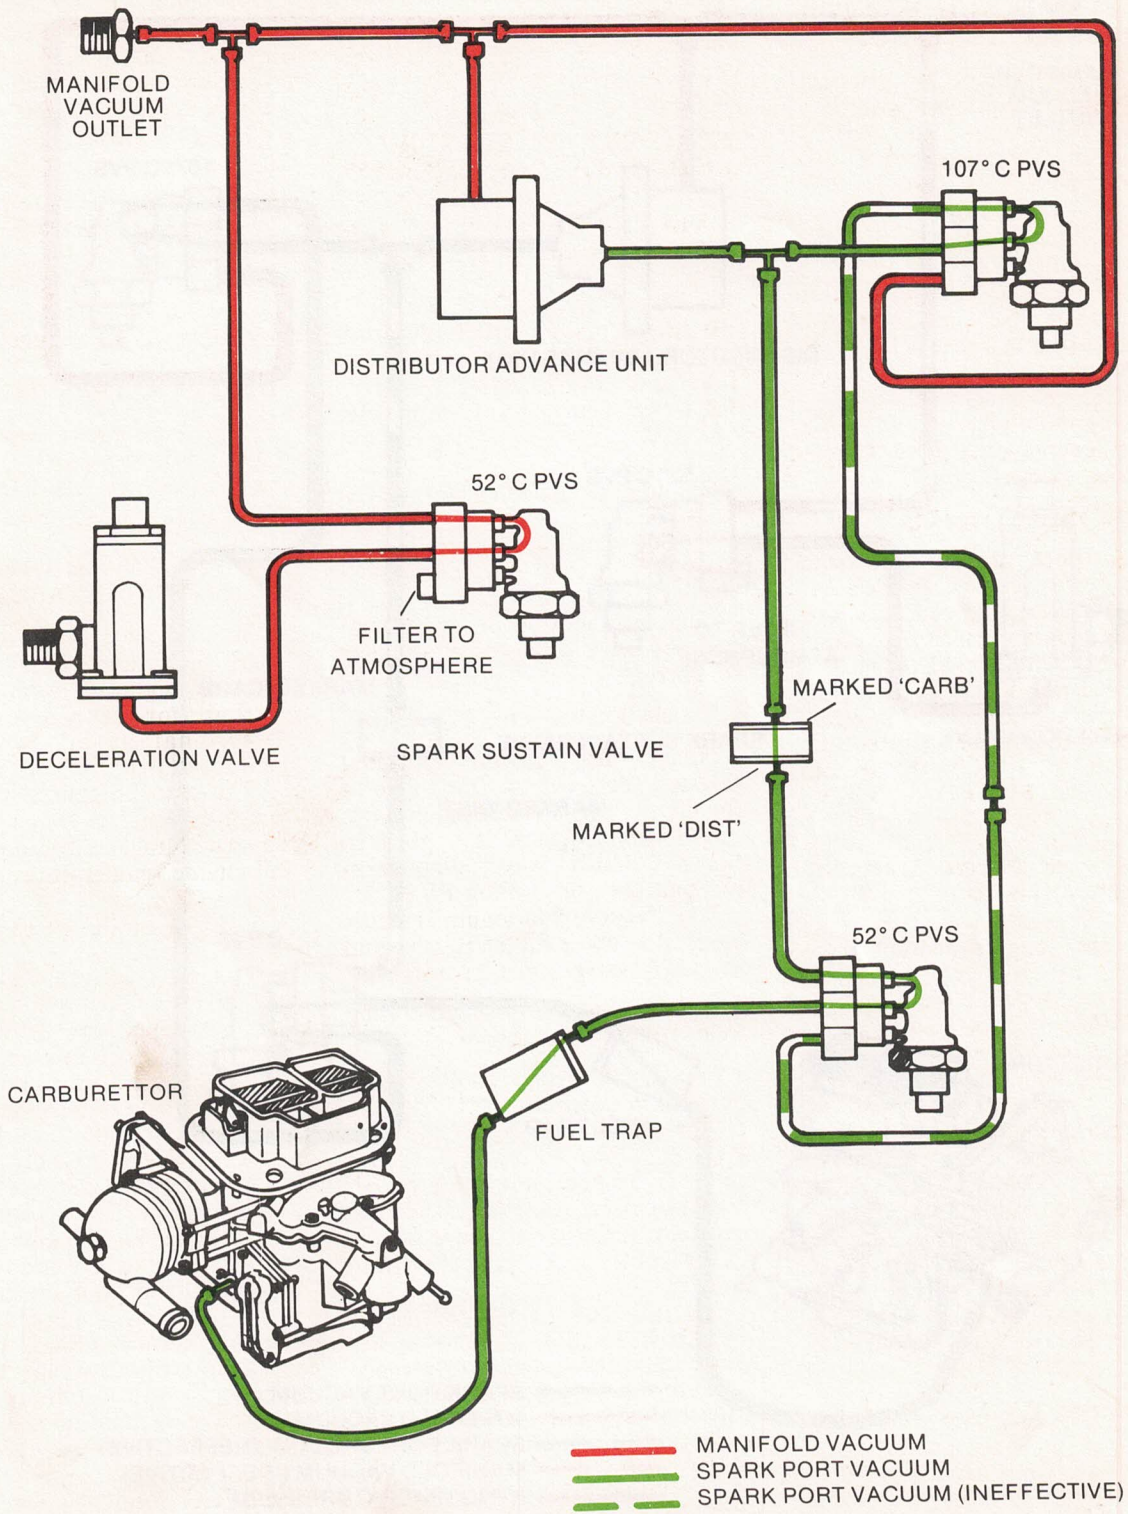 MANIFOLD
VACUUM
OUTLET
107° C PVS
DISTRIBUTOR ADVANCE UNIT
52° C PVS
FILTER TO
ATMOSPHERE
MARKED 'CARB'
DECELERATION VALVE
SPARK SUSTAIN VALVE
MARKED 'DIST'
52° C PVS
CARBURETTOR
FUEL TRAP
MANIFOLD VACUUM
SPARK PORT VACUUM
SPARK PORT VACUUM (INEFFECTIVE)